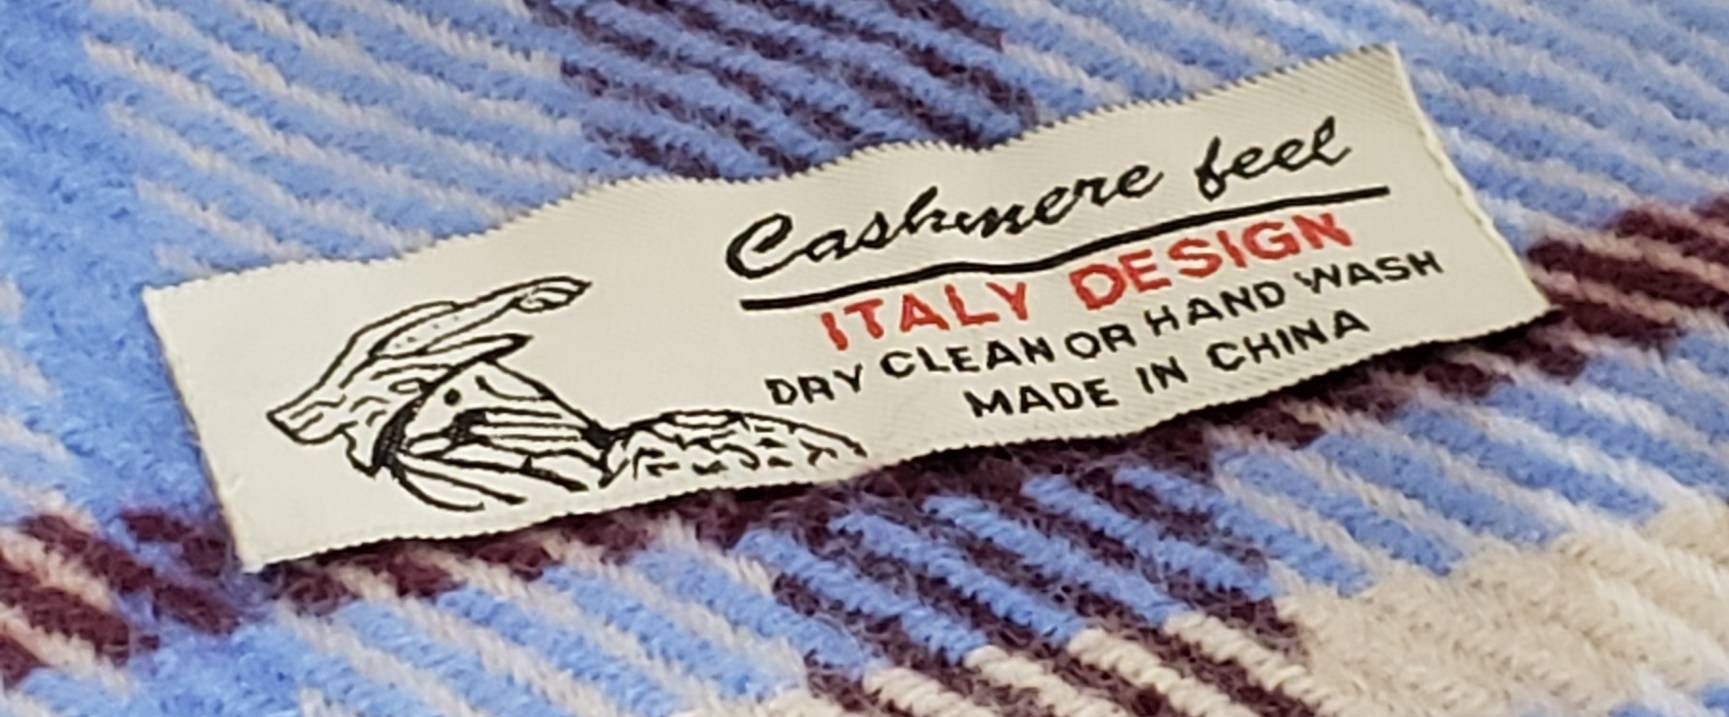 Cashmere feel
ITALY DESIGN
DRY CLEAN OR HAND WASH
MADE IN CHINA